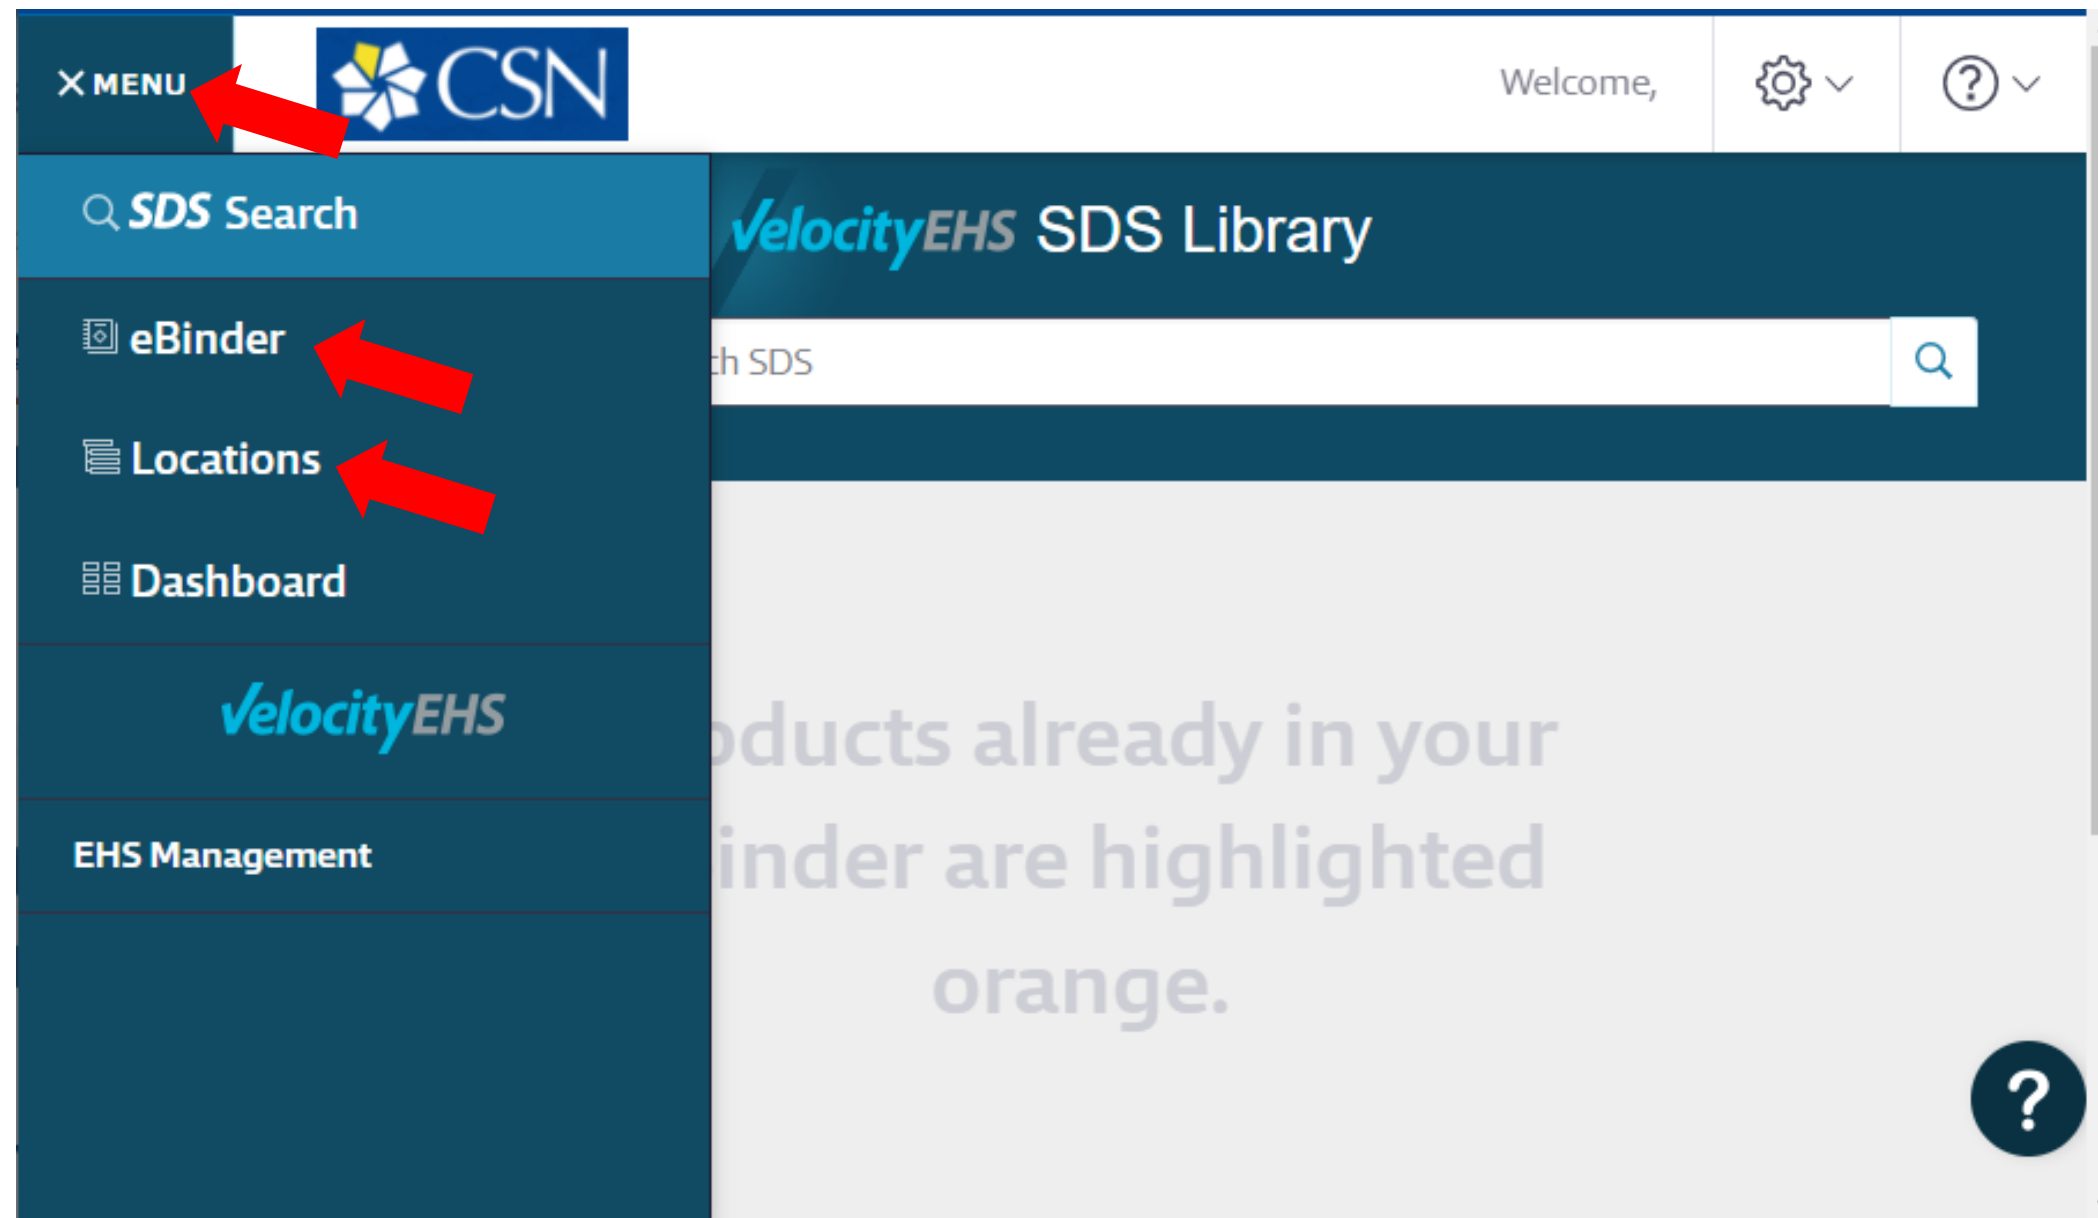 MENU
CSN
Welcome,
SDS Search
VelocityEHS SDS Library
eBinder
ch SDS
Locations
Dashboard
VelocityEHS
oducts already in your
inder are highlighted
orange.
EHS Management
?